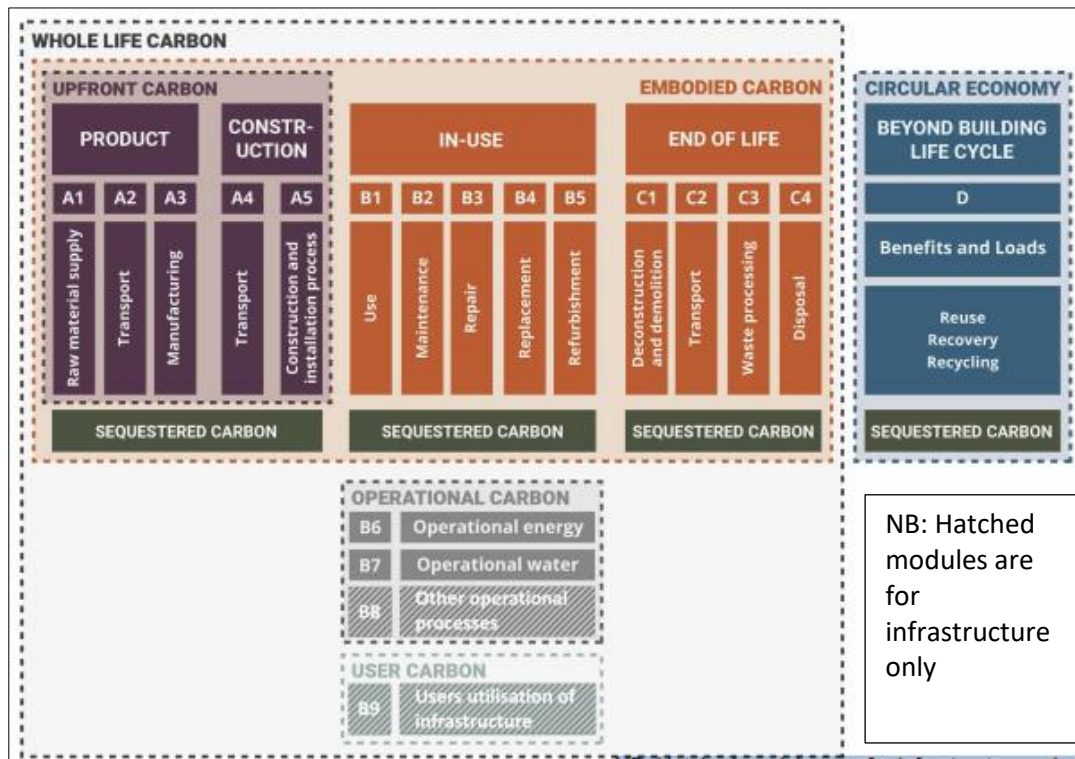 WHOLE LIFE CARBON
UPFRONT CARBON
EMBODIED CARBON
CIRCULAR ECONOMY
PRODUCT
CONSTR-
UCTION
IN-USE
END OF LIFE
BEYOND BUILDING
LIFE CYCLE
A1
A2
A3
A4
A5
B1
B2
B3
B4
B5
C1
C2
C3
C4
D
Raw material supply
Transport
Manufacturing
Transport
Construction and
installation process
Use
Maintenance
Repair
Replacement
Refurbishment
Deconstruction
and demolition
Transport
Waste processing
Disposal
Benefits and Loads
Reuse
Recovery
Recycling
SEQUESTERED CARBON
SEQUESTERED CARBON
SEQUESTERED CARBON
SEQUESTERED CARBON
OPERATIONAL CARBON
B6 Operational energy
B7 Operational water
B8 Other operational
processes
USER CARBON
B9 Users utilisation of
infrastructure
NB: Hatched
modules are
for
infrastructure
only